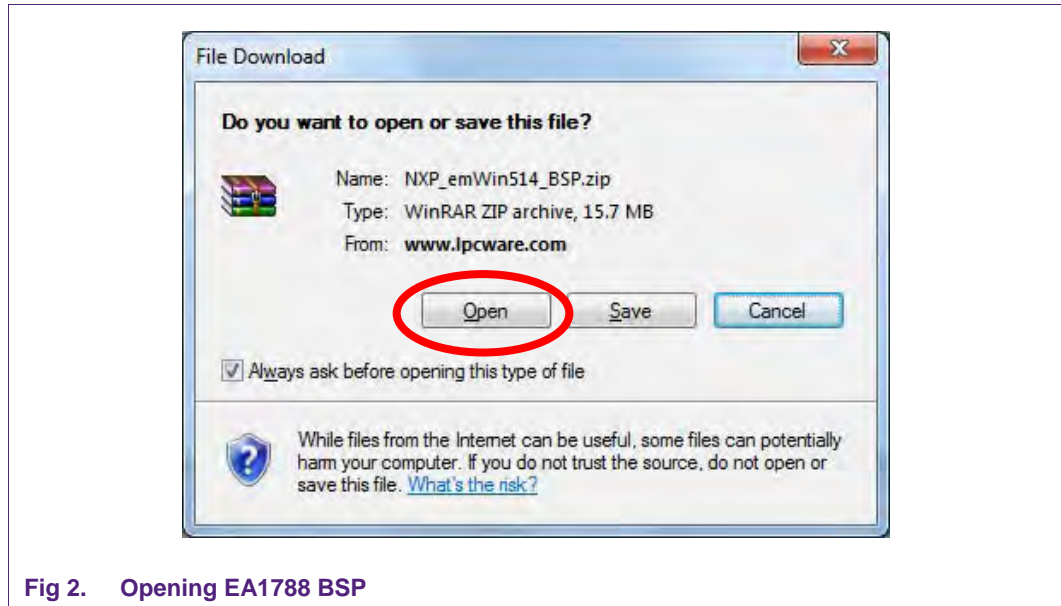 File Download
Do you want to open or save this file?
Name: NXP_emWin514_BSP.zip
Type: WinRAR ZIP archive, 15.7 MB
From: www.lpcware.com
Open Save Cancel
Always ask before opening this type of file
While files from the Internet can be useful, some files can potentially
harm your computer. If you do not trust the source, do not open or
save this file. What's the risk?
Fig 2. Opening EA1788 BSP